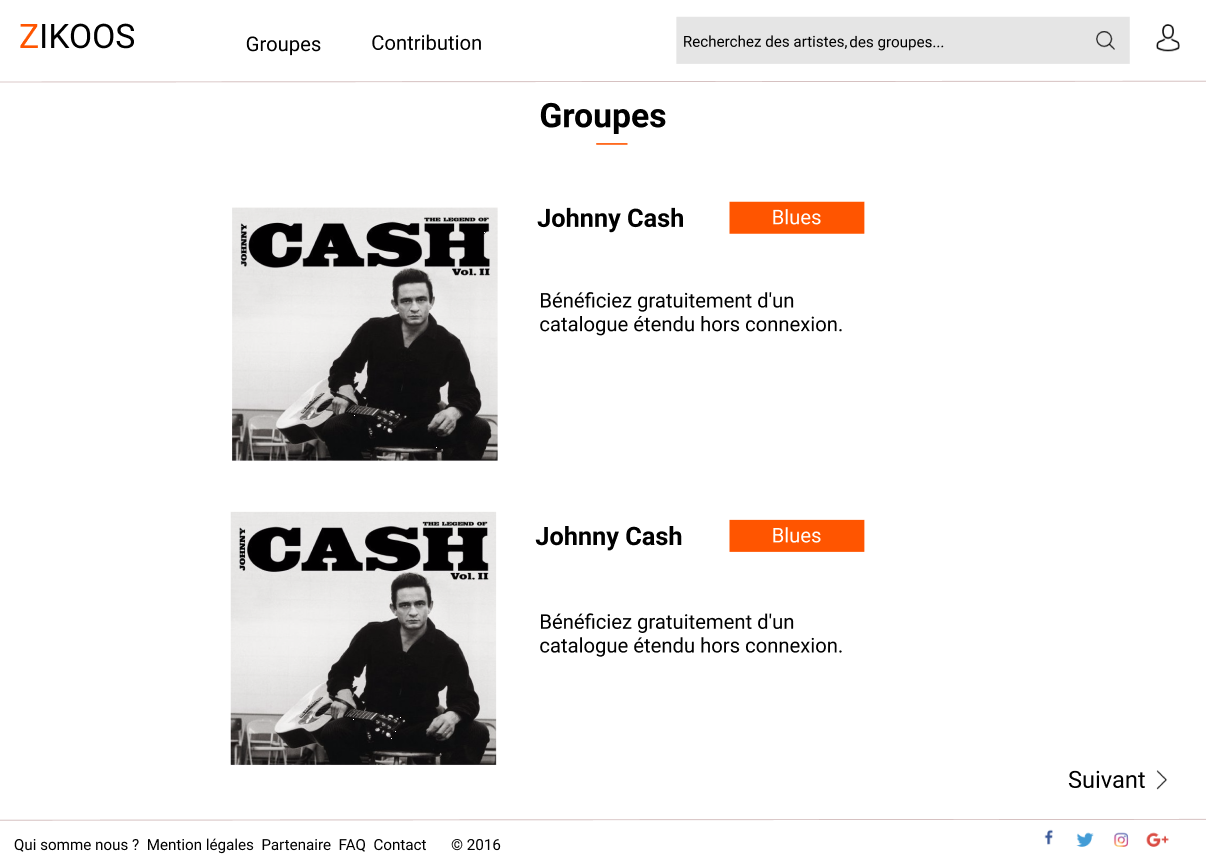 ZIKOOS
Groupes
Contribution
Recherchez des artistes, des groupes...
Groupes
THE LEGEND OF
JOHNNY
CASH
Vol. II
Johnny Cash
Blues
Bénéficiez gratuitement d'un
catalogue étendu hors connexion.
THE LEGEND OF
JOHNNY
CASH
Vol. II
Johnny Cash
Blues
Bénéficiez gratuitement d'un
catalogue étendu hors connexion.
Suivant
Qui somme nous ? Mention légales Partenaire FAQ Contact © 2016
f
G+